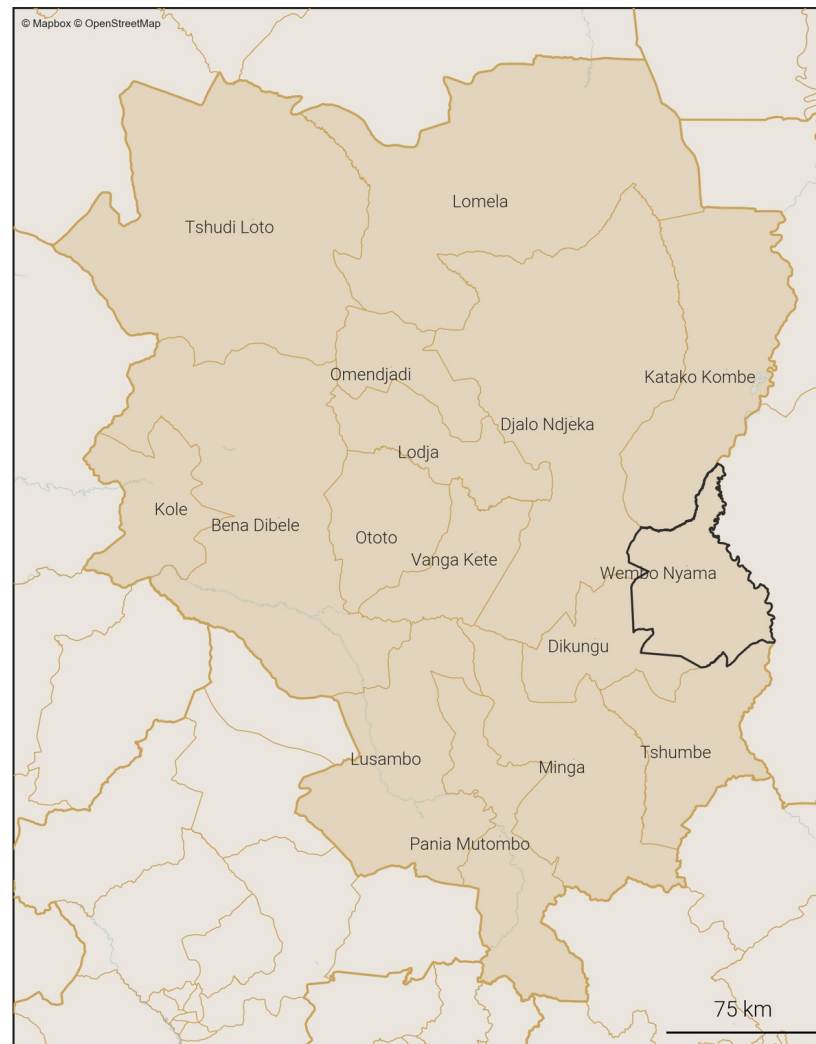 © Mapbox © OpenStreetMap
Lomela
Tshudi Loto
Omendjadi
Katako Kombe
Djalo Ndjeka
Lodja
Kole
Bena Dibele
Ototo
Vanga Kete
Wembo Nyama
Dikungu
Lusambo
Minga
Tshumbe
Pania Mutombo
75 km